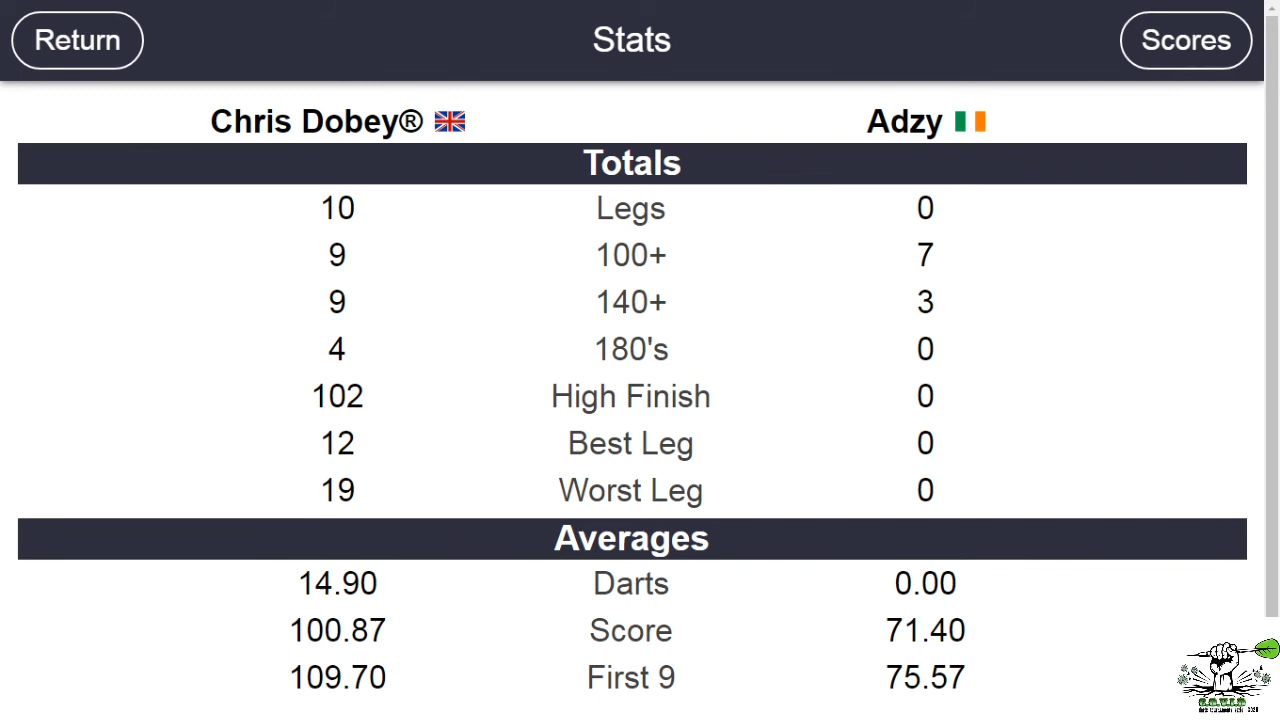 Return Stats Scores
Chris Dobey® Adzy
Totals
10 Legs 0
9 100+ 7
9 140+ 3
4 180's 0
102 High Finish 0
12 Best Leg 0
19 Worst Leg 0
Averages
14.90 Darts 0.00
100.87 Score 71.40
109.70 First 9 75.57